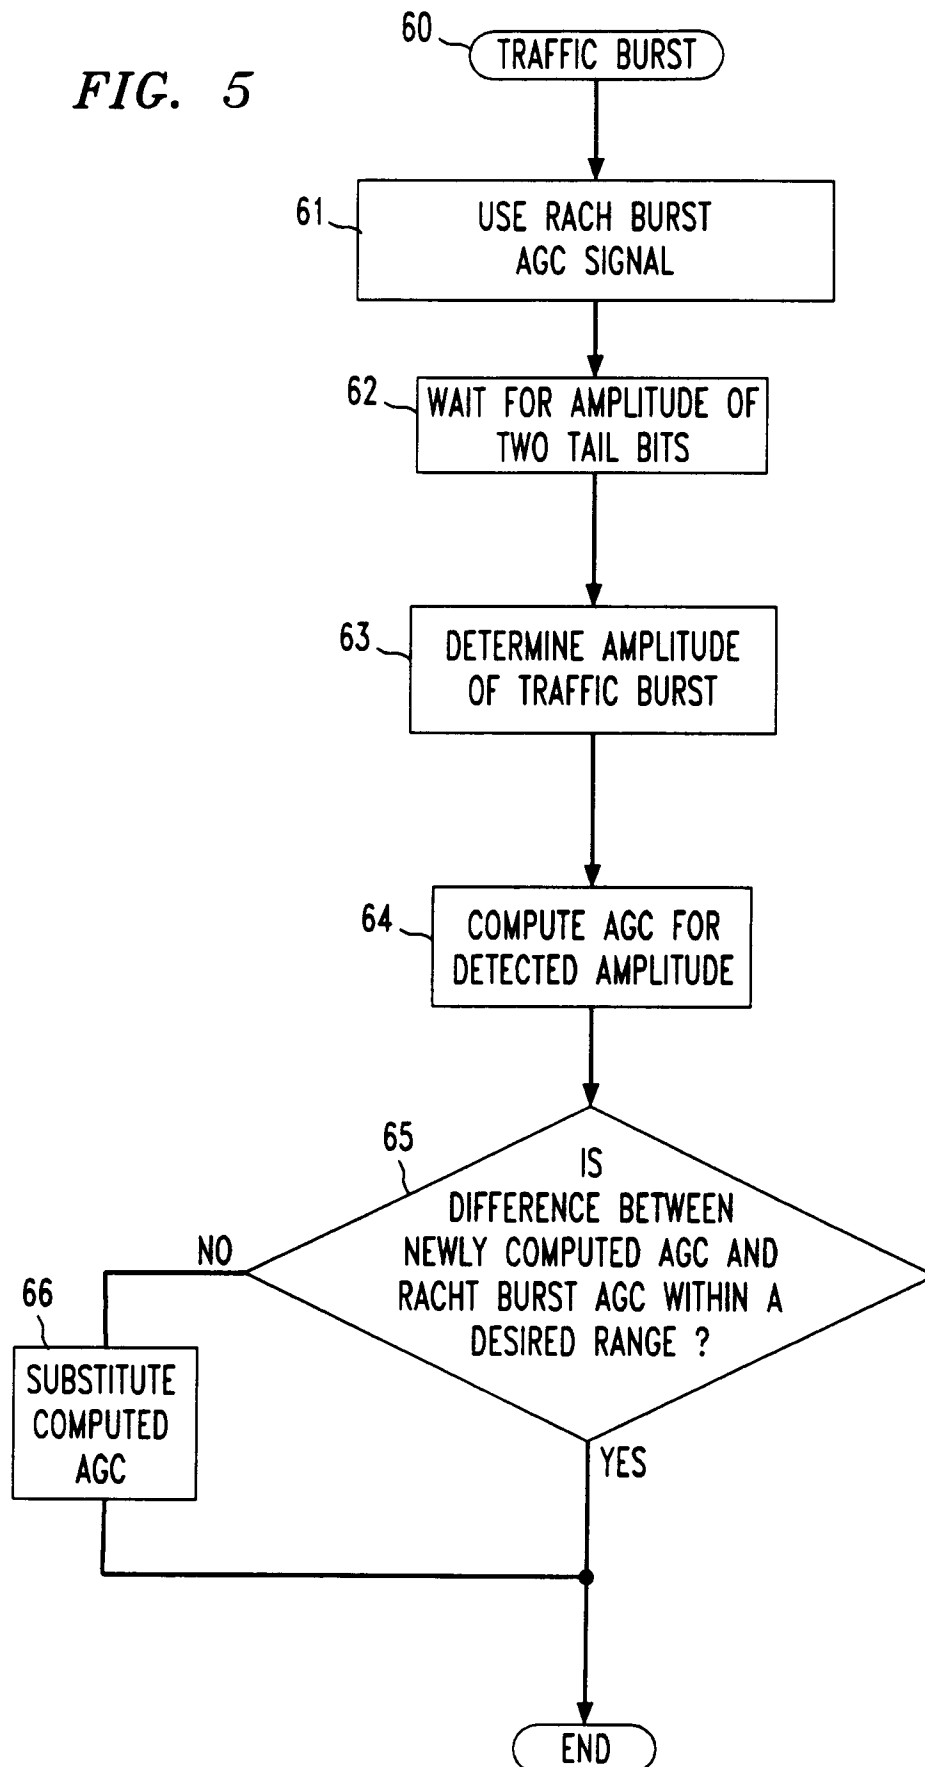 60
TRAFFIC BURST
FIG. 5
61
USE RACH BURST
AGC SIGNAL
62
WAIT FOR AMPLITUDE OF
TWO TAIL BITS
63
DETERMINE AMPLITUDE
OF TRAFFIC BURST
64
COMPUTE AGC FOR
DETECTED AMPLITUDE
65
IS
DIFFERENCE BETWEEN
NEWLY COMPUTED AGC AND
RACHT BURST AGC WITHIN A
DESIRED RANGE ?
NO
66
SUBSTITUTE
COMPUTED
AGC
YES
END